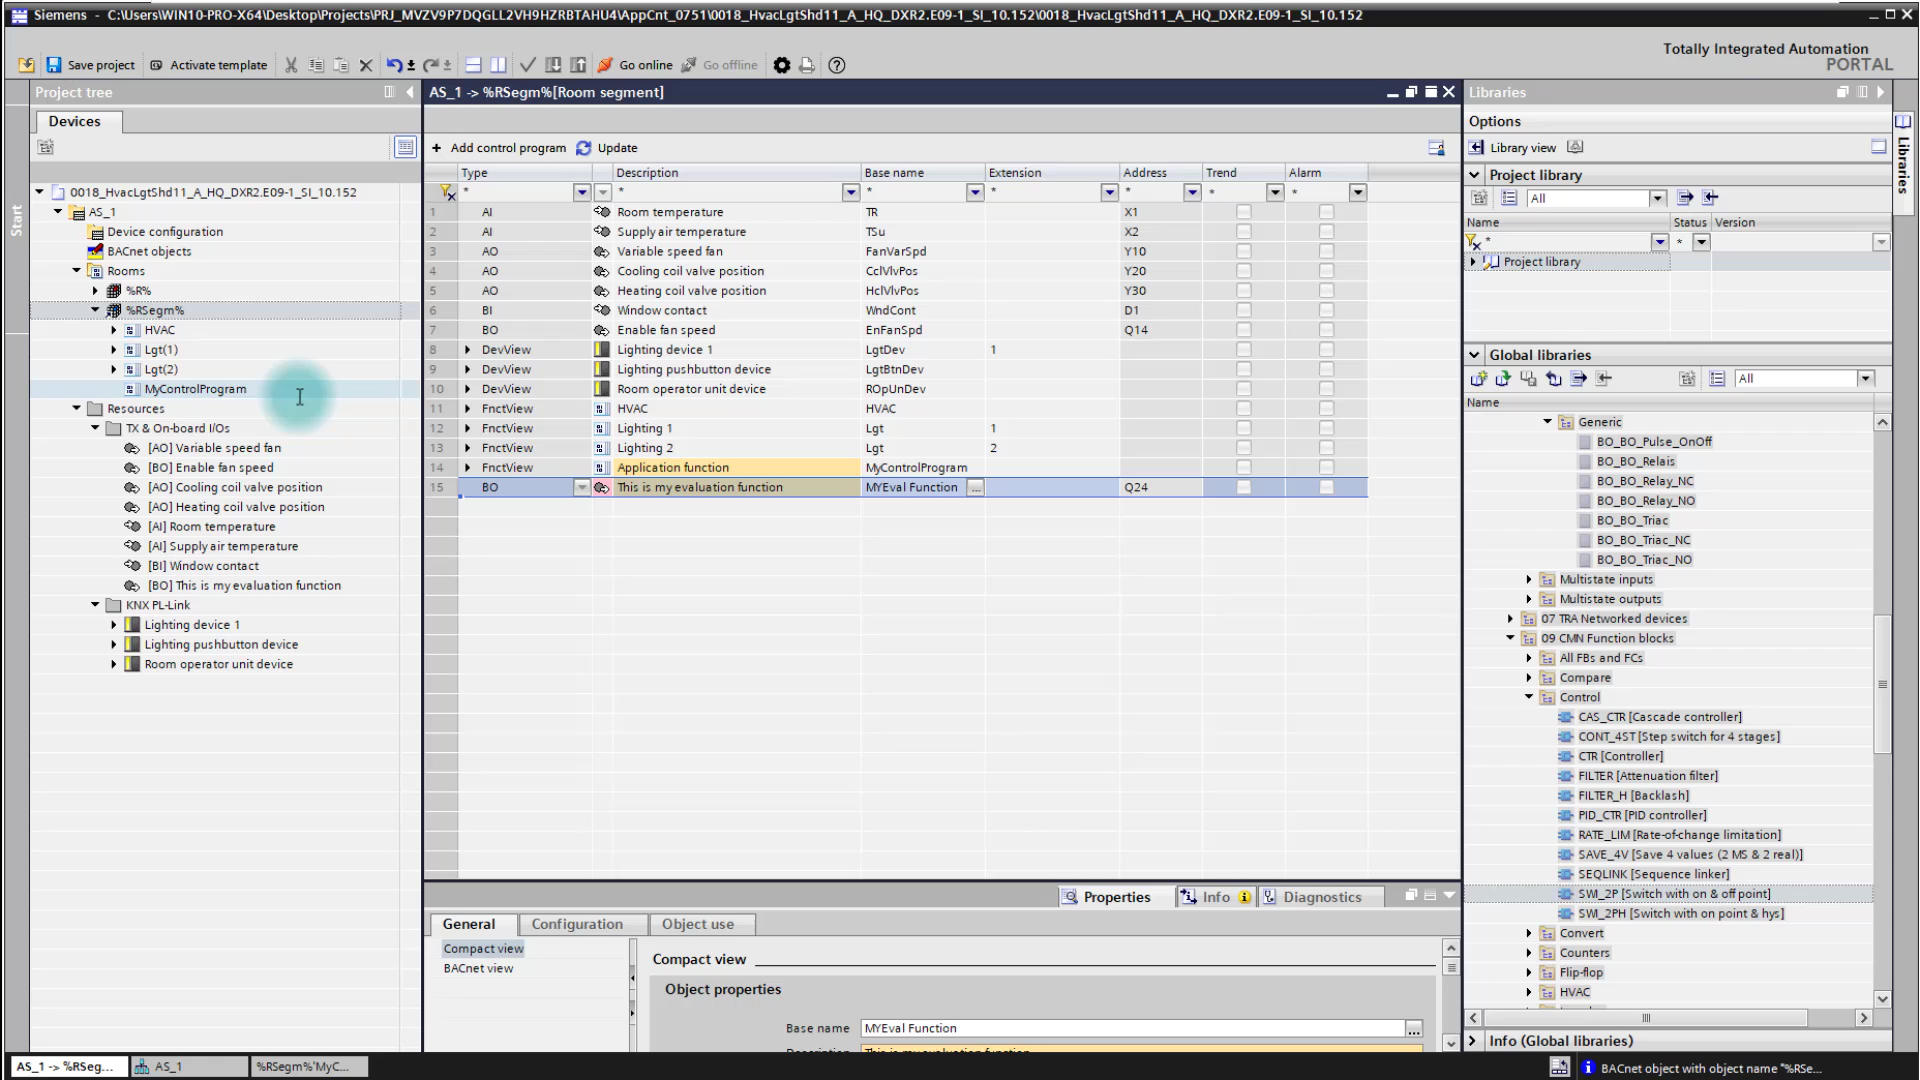 Siemens - C:\Users\WIN10-PRO-X64\Desktop\Projects\PRJ_MVZV9P7DQGLL2VH9HZRBTAHU4\AppCnt_0751\0018_HvacLgtShd11_A_HQ_DXR2.E09-1_SI_10.152\0018_HvacLgtShd11_A_HQ_DXR2.E09-1_SI_10.152
Totally Integrated Automation
PORTAL
Save project Activate template Go online Go offline
Project tree
Devices
Start
0018_HvacLgtShd11_A_HQ_DXR2.E09-1_SI_10.152
AS_1
Device configuration
BACnet objects
Rooms
%R%
%RSegm%
HVAC
Lgt(1)
Lgt(2)
MyControlProgram
Resources
TX & On-board I/Os
[AO] Variable speed fan
[BO] Enable fan speed
[AO] Cooling coil valve position
[AO] Heating coil valve position
[AI] Room temperature
[AI] Supply air temperature
[BI] Window contact
[BO] This is my evaluation function
KNX PL-Link
Lighting device 1
Lighting pushbutton device
Room operator unit device
AS_1 -> %RSegm%[Room segment]
+ Add control program Update
Type Description Base name Extension Address Trend Alarm
* * * * * * *
1 AI Room temperature TR X1
2 AI Supply air temperature TSu X2
3 AO Variable speed fan FanVarSpd Y10
4 AO Cooling coil valve position CclVlvPos Y20
5 AO Heating coil valve position HclVlvPos Y30
6 BI Window contact WndCont D1
7 BO Enable fan speed EnFanSpd Q14
8 DevView Lighting device 1 LgtDev 1
9 DevView Lighting pushbutton device LgtBtnDev
10 DevView Room operator unit device ROpUnDev
11 FnctView HVAC HVAC
12 FnctView Lighting 1 Lgt 1
13 FnctView Lighting 2 Lgt 2
14 FnctView Application function MyControlProgram
15 BO This is my evaluation function MYEval Function ... Q24
Properties Info Diagnostics
General Configuration Object use
Compact view
BACnet view
Compact view
Object properties
Base name MYEval Function ...
Libraries
Options
Library view
Project library
All
Name Status Version
* *
Project library
Global libraries
All
Name
Generic
BO_BO_Pulse_OnOff
BO_BO_Relais
BO_BO_Relay_NC
BO_BO_Relay_NO
BO_BO_Triac
BO_BO_Triac_NC
BO_BO_Triac_NO
Multistate inputs
Multistate outputs
07 TRA Networked devices
09 CMN Function blocks
All FBs and FCs
Compare
Control
CAS_CTR [Cascade controller]
CONT_4ST [Step switch for 4 stages]
CTR [Controller]
FILTER [Attenuation filter]
FILTER_H [Backlash]
PID_CTR [PID controller]
RATE_LIM [Rate-of-change limitation]
SAVE_4V [Save 4 values (2 MS & 2 real)]
SEQLINK [Sequence linker]
SWI_2P [Switch with on & off point]
SWI_2PH [Switch with on point & hys]
Convert
Counters
Flip-flop
HVAC
Info (Global libraries)
Libraries
AS_1 -> %RSeg... AS_1 %RSegm%'MyC...
BACnet object with object name "%RSe...